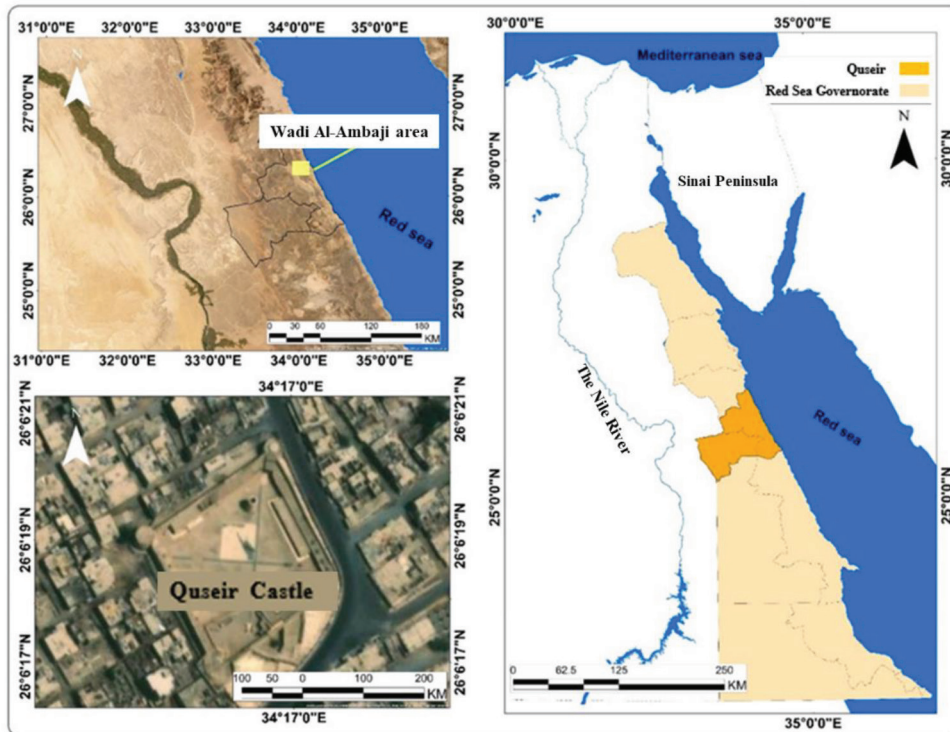 31°0'0"E 32°0'0"E 33°0'0"E 34°0'0"E 35°0'0"E
27°0'0"N
26°0'0"N
25°0'0"N
N
Wadi Al-Ambaji area
Red sea
27°0'0"N
26°0'0"N
25°0'0"N
0 30 60 120 180
KM
31°0'0"E 32°0'0"E 33°0'0"E 34°0'0"E 35°0'0"E
34°17'0"E
26°6'21"N
26°6'19"N
26°6'17"N
N
Quseir Castle
26°6'21"N
26°6'19"N
26°6'17"N
100 50 0 100 200
KM
34°17'0"E
30°0'0"E 35°0'0"E
Mediterranean sea
Quseir
Red Sea Governorate
N
30°0'0"N
Sinai Peninsula
The Nile River
Red sea
25°0'0"N
25°0'0"N
0 62.5 125 250
KM
35°0'0"E